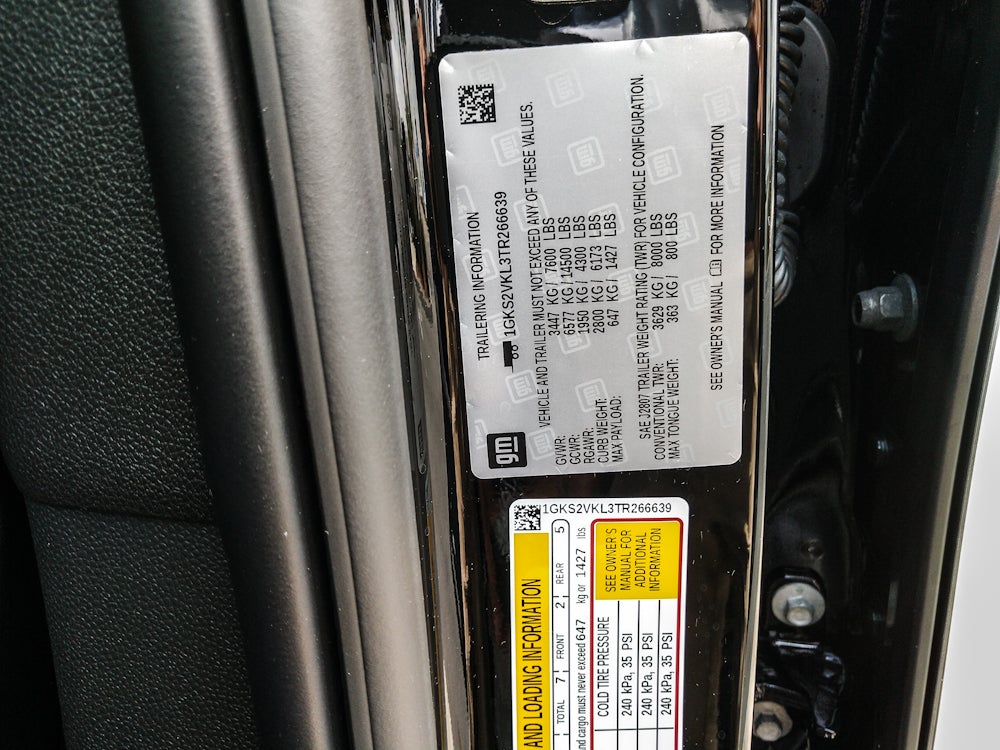 TRAILERING INFORMATION
1GKS2VKL3TR266639
VEHICLE AND TRAILER MUST NOT EXCEED ANY OF THESE VALUES.
GVWR: 3447 KG / 7600 LBS
GCWR: 6577 KG / 14500 LBS
RGAWR: 1950 KG / 4300 LBS
CURB WEIGHT: 2800 KG / 6173 LBS
MAX PAYLOAD: 647 KG / 1427 LBS
SAE J2807 TRAILER WEIGHT RATING (TWR) FOR VEHICLE CONFIGURATION.
CONVENTIONAL TWR: 3629 KG / 8000 LBS
MAX TONGUE WEIGHT: 363 KG / 800 LBS
SEE OWNER'S MANUAL FOR MORE INFORMATION
gm
1GKS2VKL3TR266639
AND LOADING INFORMATION
TOTAL 7 FRONT 2 REAR 5
and cargo must never exceed 647 kg or 1427 lbs
COLD TIRE PRESSURE
240 kPa, 35 PSI
240 kPa, 35 PSI
240 kPa, 35 PSI
SEE OWNER'S
MANUAL FOR
ADDITIONAL
INFORMATION